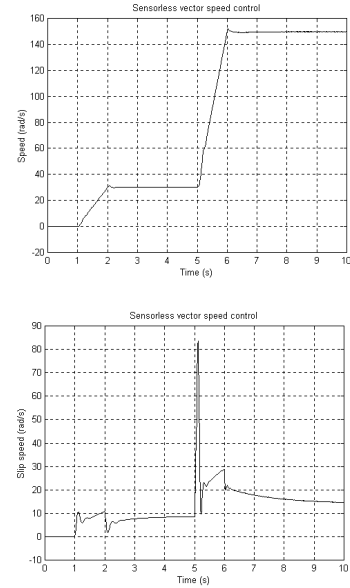 Sensorless vector speed control
160
140
120
100
80
60
40
20
0
-20
Speed (rad/s)
0 1 2 3 4 5 6 7 8 9 10
Time (s)
Sensorless vector speed control
90
80
70
60
50
40
30
20
10
0
-10
Slip speed (rad/s)
0 1 2 3 4 5 6 7 8 9 10
Time (s)